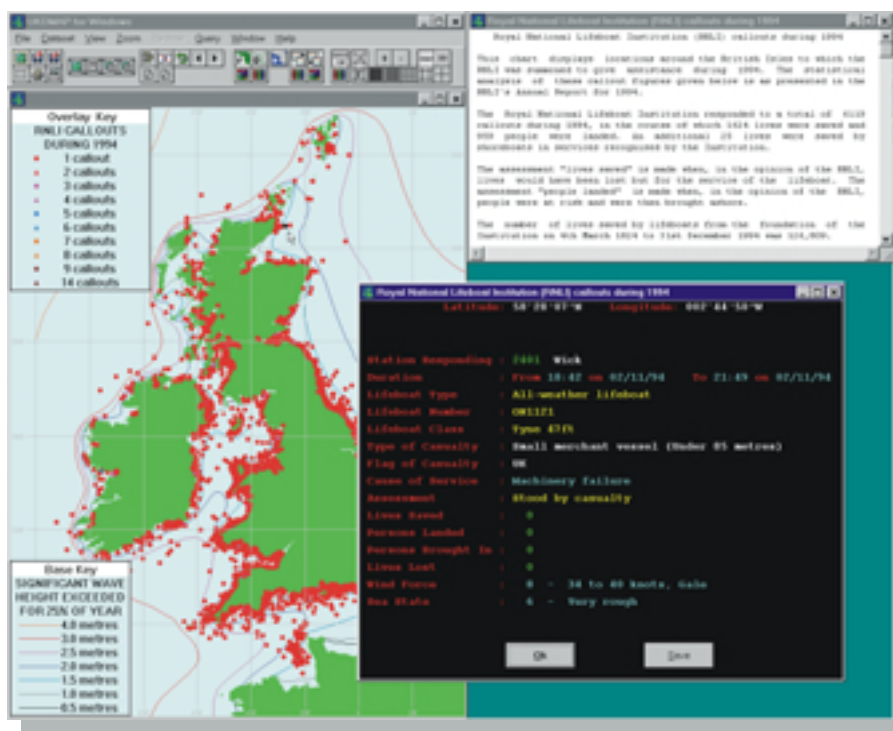 UKDMAP for Windows
File Dataset View Zoom Query Window Help
Overlay Key
RNLI CALLOUTS
DURING 1994
1 callout
2 callouts
3 callouts
4 callouts
5 callouts
6 callouts
7 callouts
8 callouts
9 callouts
14 callouts
Base Key
SIGNIFICANT WAVE
HEIGHT EXCEEDED
FOR 25% OF YEAR
4.0 metres
3.0 metres
2.5 metres
2.0 metres
1.5 metres
1.0 metres
0.5 metres
Royal National Lifeboat Institution (RNLI) callouts during 1994
Royal National Lifeboat Institution (RNLI) callouts during 1994
This chart displays locations around the British Isles to which the
RNLI was summoned to give assistance during 1994. The statistical
analysis of these callout figures given below is as presented in the
RNLI's Annual Report for 1994.
The Royal National Lifeboat Institution responded to a total of
callouts during 1994, in the course of which 1624 lives were saved and
people were landed. An additional lives were saved by
shoreboats in services recognised by the Institution.
The assessment "lives saved" is made when, in the opinion of the RNLI,
lives would have been lost but for the service of the lifeboat. The
assessment "people landed" is made when, in the opinion of the RNLI,
people were at risk and were then brought ashore.
The number of lives saved by lifeboats from the foundation of the
Institution on 4th March 1824 to 31st December 1994 was
Royal National Lifeboat Institution (RNLI) callouts during 1994
Latitude: 58°28'07"N Longitude: 002°44'50"W
Station Responding : 2401 Wick
Duration : From 18:42 on 02/11/94 To 21:49 on 02/11/94
Lifeboat Type : All-weather lifeboat
Lifeboat Number : ON1121
Lifeboat Class : Tyne 47ft
Type of Casualty : Small merchant vessel (Under 85 metres)
Flag of Casualty : UK
Cause of Service : Machinery failure
Assessment : Stood by casualty
Lives Saved : 0
Persons Landed : 0
Persons Brought In : 0
Lives Lost : 0
Wind Force : 8 - 34 to 40 knots, Gale
Sea State : 6 - Very rough
Ok Save